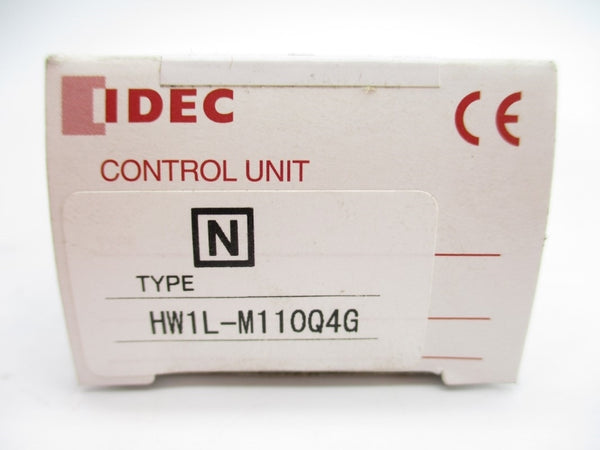 IDEC
CE
CONTROL UNIT
N
TYPE
HW1L-M110Q4G